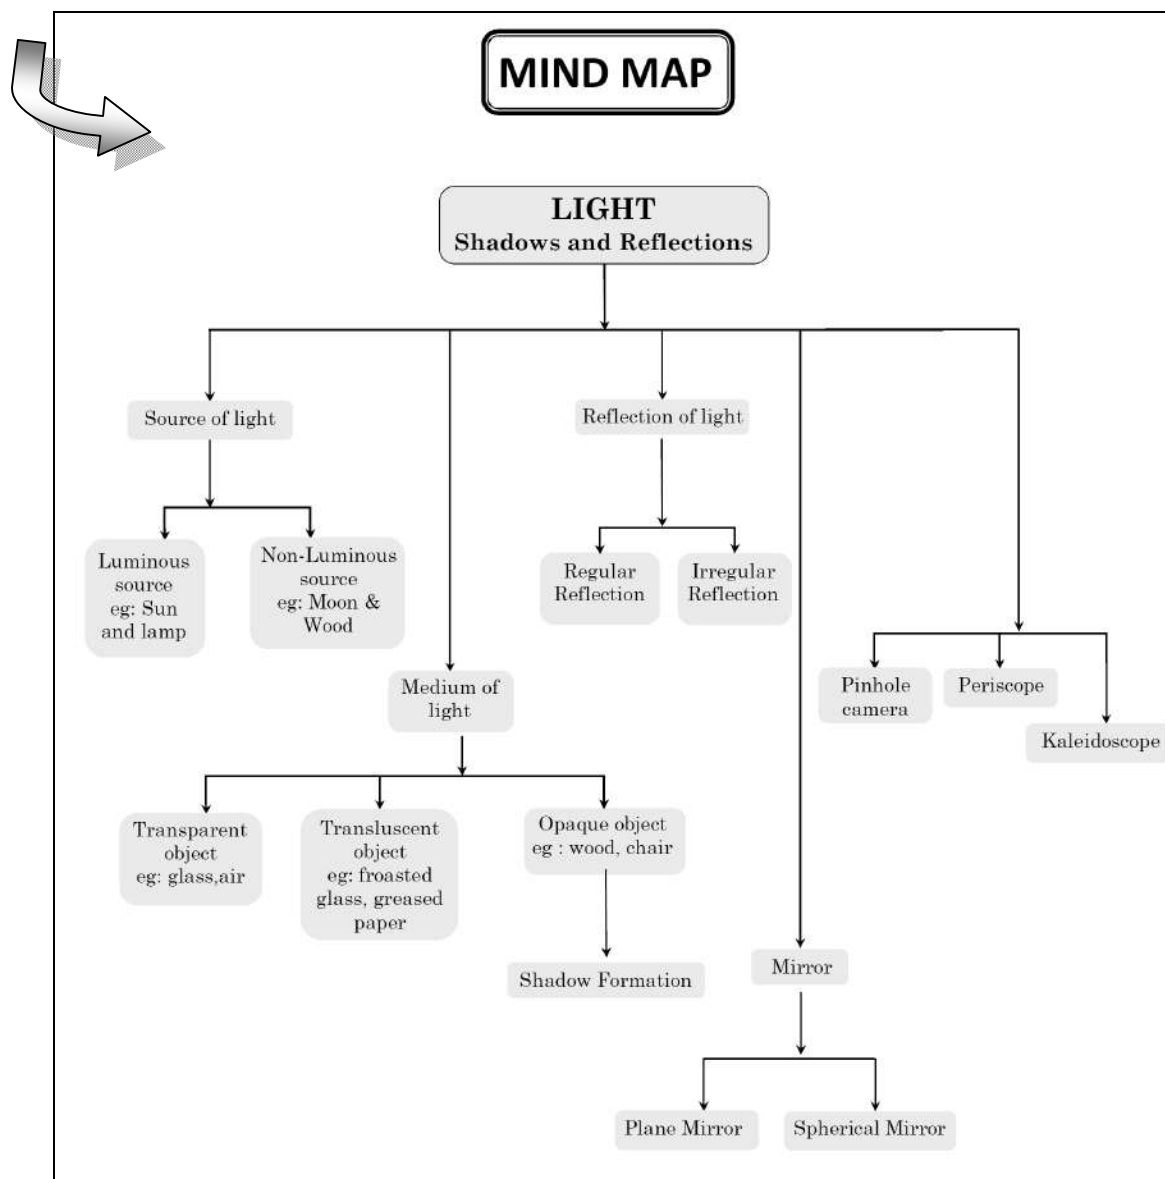 MIND MAP
LIGHT
Shadows and Reflections
Source of light
Reflection of light
Luminous
source
eg: Sun
and lamp
Non-Luminous
source
eg: Moon &
Wood
Regular
Reflection
Irregular
Reflection
Medium of
light
Pinhole
camera
Periscope
Kaleidoscope
Transparent
object
eg: glass,air
Transluscent
object
eg: froasted
glass, greased
paper
Opaque object
eg : wood, chair
Shadow Formation
Mirror
Plane Mirror
Spherical Mirror